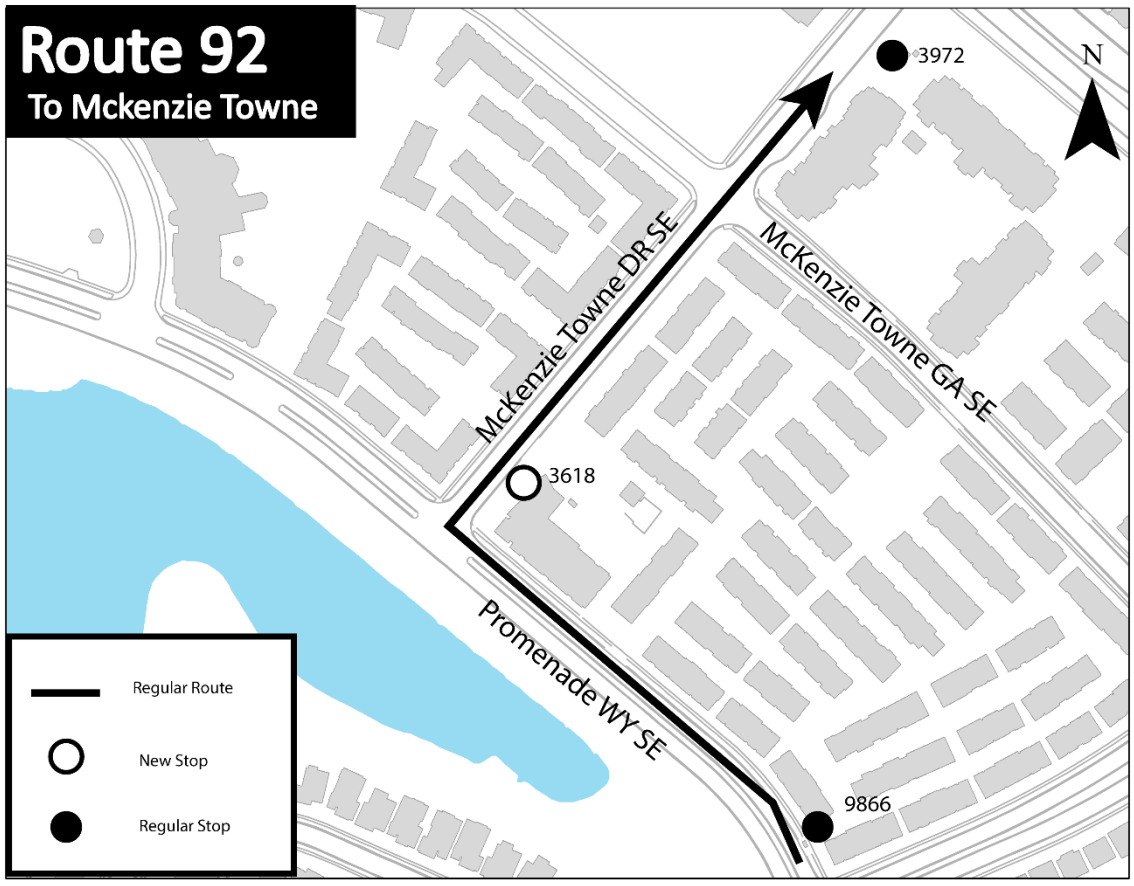 Route 92
To Mckenzie Towne
3972
N
McKenzie Towne DR SE
McKenzie Towne GA SE
3618
Promenade WY SE
9866
Regular Route
New Stop
Regular Stop